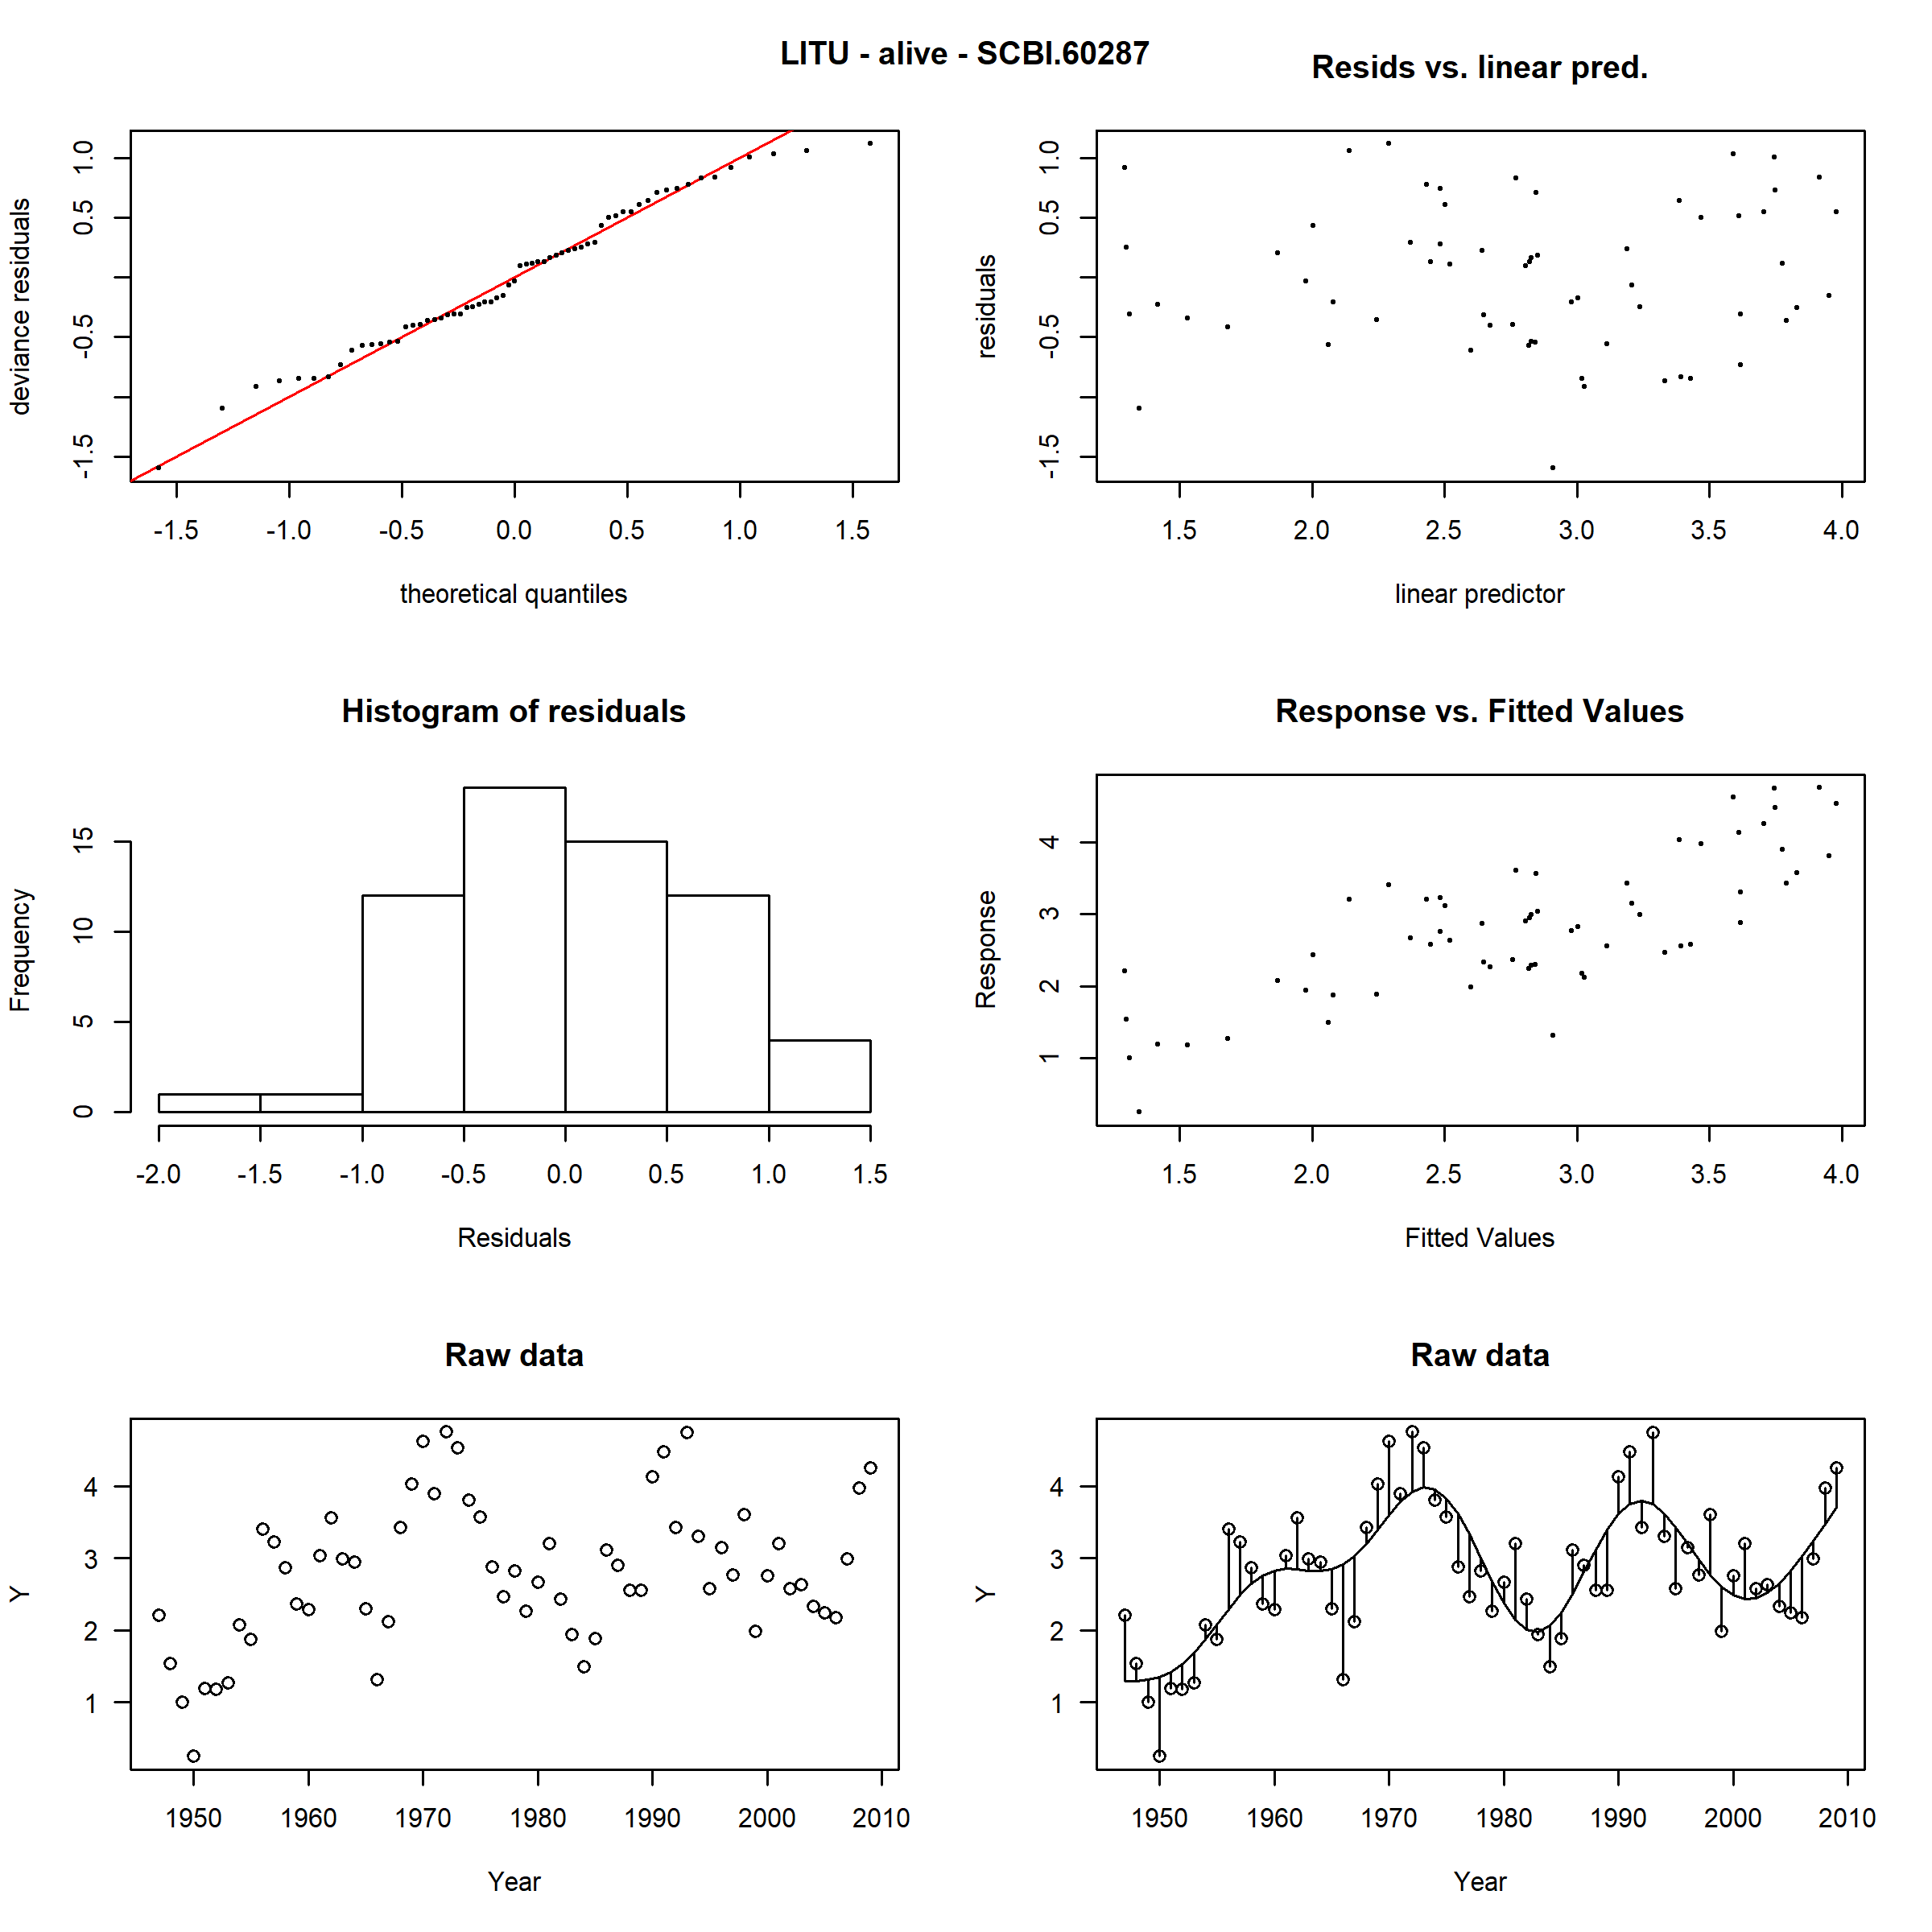 LITU - alive - SCBI.60287
Resids vs. linear pred.
deviance residuals
-1.5 -0.5 0.5 1.0
-1.5 -1.0 -0.5 0.0 0.5 1.0 1.5
theoretical quantiles
residuals
-1.5 -0.5 0.5 1.0
1.5 2.0 2.5 3.0 3.5 4.0
linear predictor
Histogram of residuals
Frequency
0 5 10 15
-2.0 -1.5 -1.0 -0.5 0.0 0.5 1.0 1.5
Residuals
Response vs. Fitted Values
Response
1 2 3 4
1.5 2.0 2.5 3.0 3.5 4.0
Fitted Values
Raw data
Y
4
3
2
1
1950 1960 1970 1980 1990 2000 2010
Year
Raw data
Y
4
3
2
1
1950 1960 1970 1980 1990 2000 2010
Year